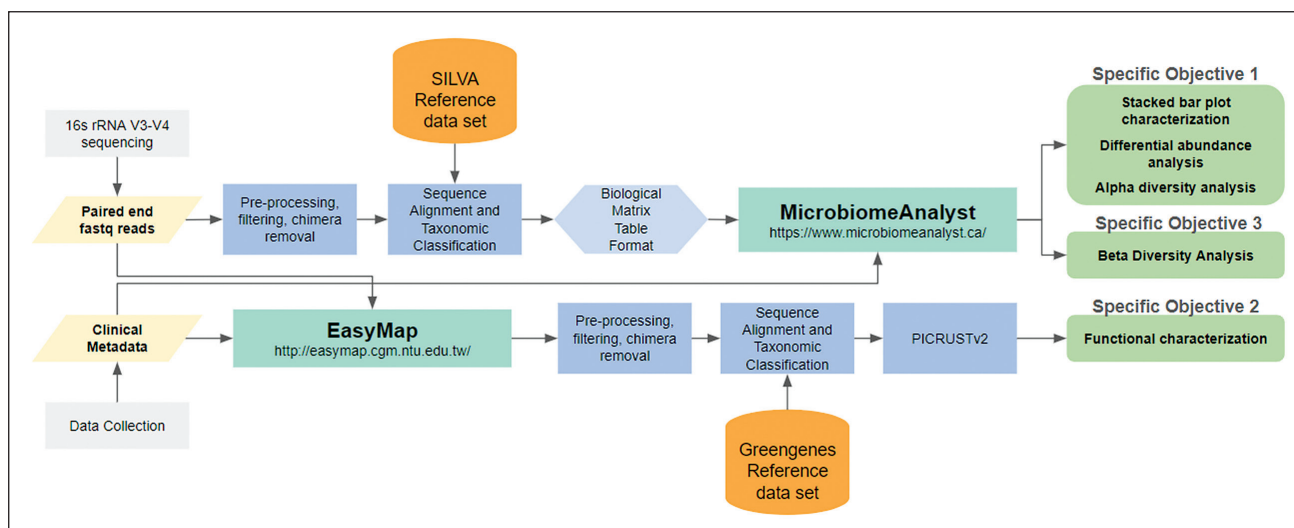 SILVA
Reference
data set
Specific Objective 1
Stacked bar plot
characterization
Differential abundance
analysis
Alpha diversity analysis
16s rRNA V3-V4
sequencing
Paired end
fastq reads
Pre-processing,
filtering, chimera
removal
Sequence
Alignment and
Taxonomic
Classification
Biological
Matrix
Table
Format
MicrobiomeAnalyst
https://www.microbiomeanalyst.ca/
Specific Objective 3
Beta Diversity Analysis
Clinical
Metadata
EasyMap
http://easymap.cgm.ntu.edu.tw/
Pre-processing,
filtering, chimera
removal
Sequence
Alignment and
Taxonomic
Classification
PICRUSTv2
Specific Objective 2
Functional characterization
Data Collection
Greengenes
Reference
data set